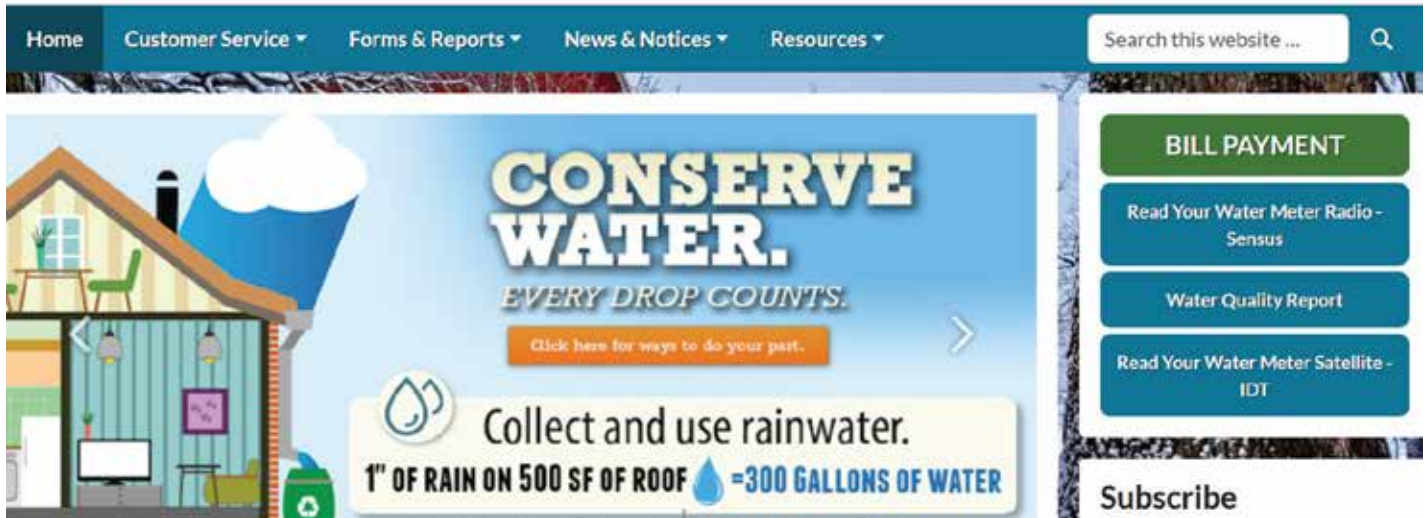 Home Customer Service Forms & Reports News & Notices Resources Search this website ...
CONSERVE
WATER.
EVERY DROP COUNTS.
Click here for ways to do your part.
Collect and use rainwater.
1" OF RAIN ON 500 SF OF ROOF =300 GALLONS OF WATER
BILL PAYMENT
Read Your Water Meter Radio -
Sensus
Water Quality Report
Read Your Water Meter Satellite -
IDT
Subscribe